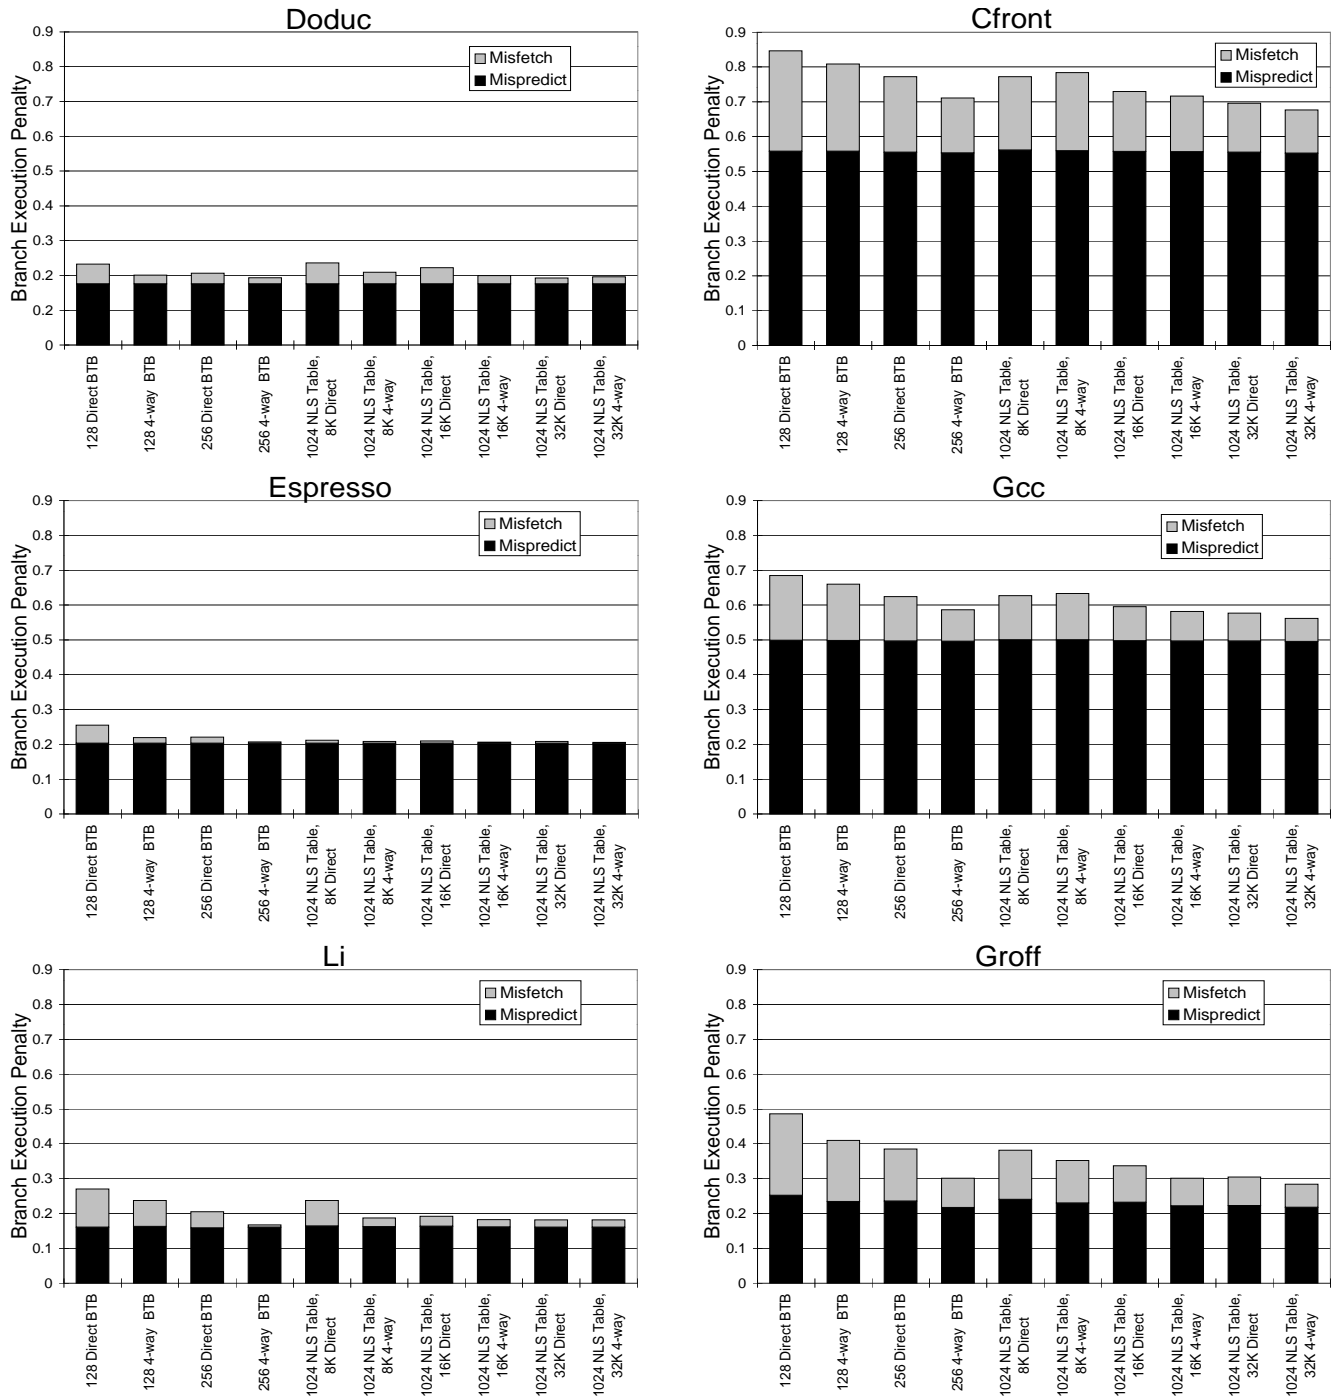 Doduc
Branch Execution Penalty
0.9
0.8
0.7
0.6
0.5
0.4
0.3
0.2
0.1
0
Misfetch
Mispredict
128 Direct BTB
128 4-way BTB
256 Direct BTB
256 4-way BTB
1024 NLS Table,
8K Direct
1024 NLS Table,
8K 4-way
1024 NLS Table,
16K Direct
1024 NLS Table,
16K 4-way
1024 NLS Table,
32K Direct
1024 NLS Table,
32K 4-way
Cfront
Branch Execution Penalty
0.9
0.8
0.7
0.6
0.5
0.4
0.3
0.2
0.1
0
Misfetch
Mispredict
128 Direct BTB
128 4-way BTB
256 Direct BTB
256 4-way BTB
1024 NLS Table,
8K Direct
1024 NLS Table,
8K 4-way
1024 NLS Table,
16K Direct
1024 NLS Table,
16K 4-way
1024 NLS Table,
32K Direct
1024 NLS Table,
32K 4-way
Espresso
Branch Execution Penalty
0.9
0.8
0.7
0.6
0.5
0.4
0.3
0.2
0.1
0
Misfetch
Mispredict
128 Direct BTB
128 4-way BTB
256 Direct BTB
256 4-way BTB
1024 NLS Table,
8K Direct
1024 NLS Table,
8K 4-way
1024 NLS Table,
16K Direct
1024 NLS Table,
16K 4-way
1024 NLS Table,
32K Direct
1024 NLS Table,
32K 4-way
Gcc
Branch Execution Penalty
0.9
0.8
0.7
0.6
0.5
0.4
0.3
0.2
0.1
0
Misfetch
Mispredict
128 Direct BTB
128 4-way BTB
256 Direct BTB
256 4-way BTB
1024 NLS Table,
8K Direct
1024 NLS Table,
8K 4-way
1024 NLS Table,
16K Direct
1024 NLS Table,
16K 4-way
1024 NLS Table,
32K Direct
1024 NLS Table,
32K 4-way
Li
Branch Execution Penalty
0.9
0.8
0.7
0.6
0.5
0.4
0.3
0.2
0.1
0
Misfetch
Mispredict
128 Direct BTB
128 4-way BTB
256 Direct BTB
256 4-way BTB
1024 NLS Table,
8K Direct
1024 NLS Table,
8K 4-way
1024 NLS Table,
16K Direct
1024 NLS Table,
16K 4-way
1024 NLS Table,
32K Direct
1024 NLS Table,
32K 4-way
Groff
Branch Execution Penalty
0.9
0.8
0.7
0.6
0.5
0.4
0.3
0.2
0.1
0
Misfetch
Mispredict
128 Direct BTB
128 4-way BTB
256 Direct BTB
256 4-way BTB
1024 NLS Table,
8K Direct
1024 NLS Table,
8K 4-way
1024 NLS Table,
16K Direct
1024 NLS Table,
16K 4-way
1024 NLS Table,
32K Direct
1024 NLS Table,
32K 4-way